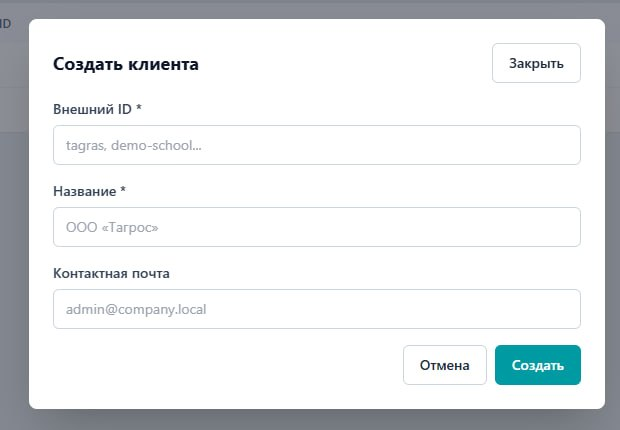 ID
Создать клиента
Закрыть
Внешний ID *
tagras, demo-school...
Название *
ООО «Тагрос»
Контактная почта
admin@company.local
Отмена
Создать